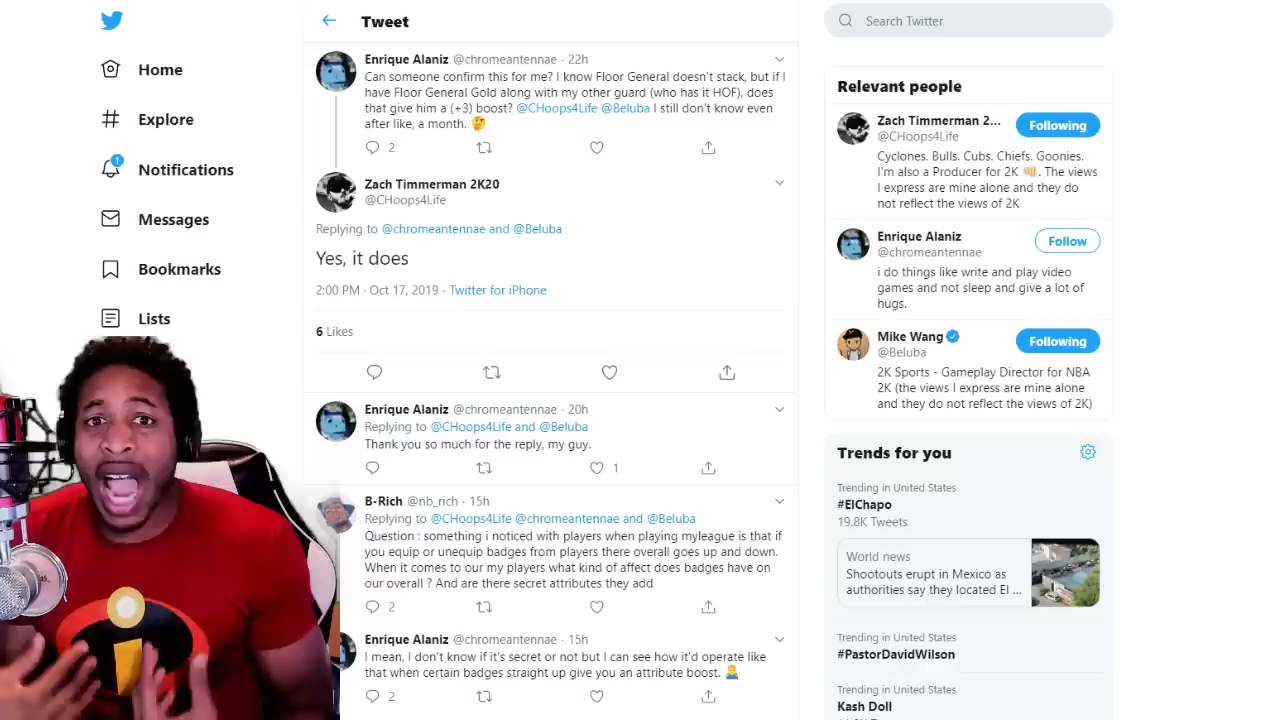 Home
Explore
1
Notifications
Messages
Bookmarks
Lists
Tweet
Enrique Alaniz @chromeantennae · 22h
Can someone confirm this for me? I know Floor General doesn't stack, but if I
have Floor General Gold along with my other guard (who has it HOF), does
that give him a (+3) boost? @CHoops4Life @Beluba I still don't know even
after like, a month. 🤔
2
Zach Timmerman 2K20
@CHoops4Life
Replying to @chromeantennae and @Beluba
Yes, it does
2:00 PM · Oct 17, 2019 · Twitter for iPhone
6 Likes
Enrique Alaniz @chromeantennae · 20h
Replying to @CHoops4Life and @Beluba
Thank you so much for the reply, my guy.
1
B-Rich @nb_rich · 15h
Replying to @CHoops4Life @chromeantennae and @Beluba
Question : something i noticed with players when playing myleague is that if
you equip or unequip badges from players there overall goes up and down.
When it comes to our my players what kind of affect does badges have on
our overall ? And are there secret attributes they add
2
Enrique Alaniz @chromeantennae · 15h
I mean, I don't know if it's secret or not but I can see how it'd operate like
that when certain badges straight up give you an attribute boost. 🤷‍♂️
2
Search Twitter
Relevant people
Zach Timmerman 2...
@CHoops4Life
Following
Cyclones. Bulls. Cubs. Chiefs. Goonies.
I'm also a Producer for 2K 👊🏼. The views
I express are mine alone and they do
not reflect the views of 2K
Enrique Alaniz
@chromeantennae
Follow
i do things like write and play video
games and not sleep and give a lot of
hugs.
Mike Wang
@Beluba
Following
2K Sports - Gameplay Director for NBA
2K (the views I express are mine alone
and they do not reflect the views of 2K)
Trends for you
Trending in United States
#ElChapo
19.8K Tweets
World news
Shootouts erupt in Mexico as
authorities say they located El ...
Trending in United States
#PastorDavidWilson
Trending in United States
Kash Doll